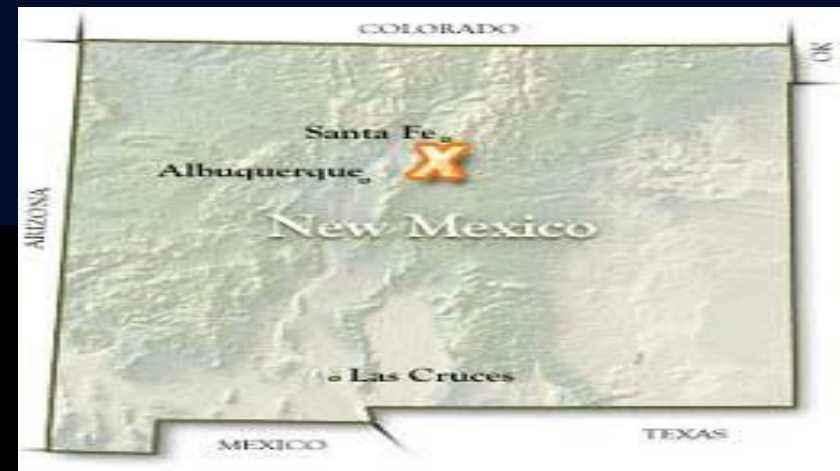 COLORADO
OK
Santa Fe
X
Albuquerque
ARIZONA
New Mexico
Las Cruces
MEXICO
TEXAS